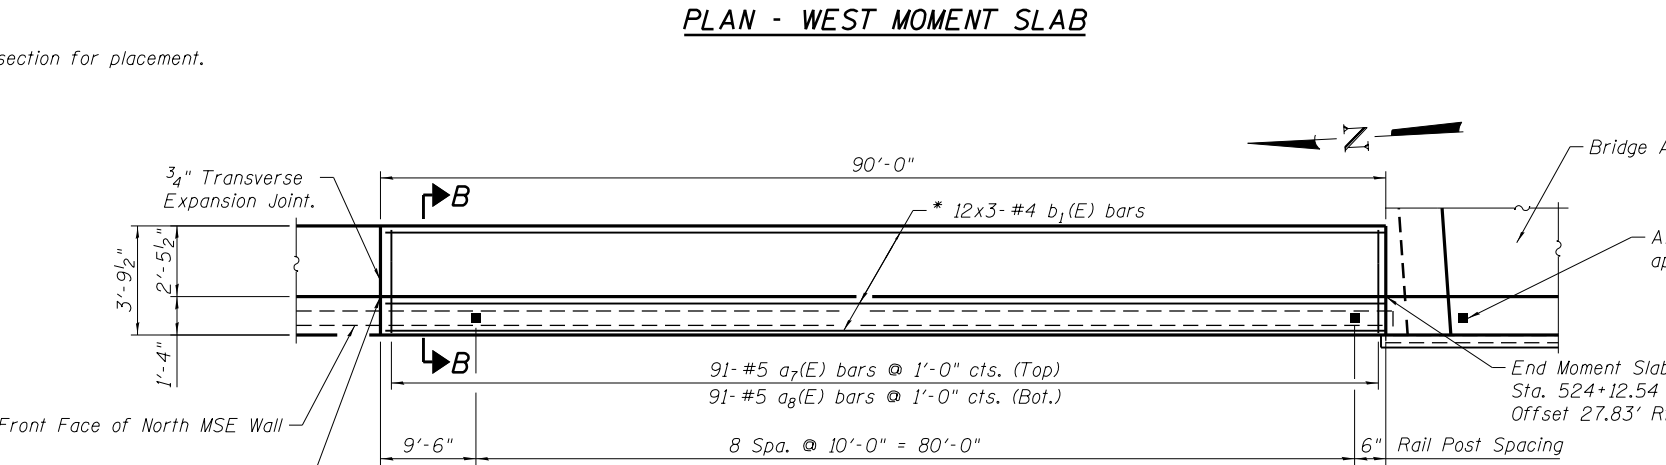 PLAN - WEST MOMENT SLAB
section for placement.
N
90'-0"
Bridge
3/4" Transverse
Expansion Joint.
B
* 12x3-#4 b1(E) bars
3'-9½"
2'-5½"
1'-4"
B
91-#5 a7(E) bars @ 1'-0" cts. (Top)
91-#5 a8(E) bars @ 1'-0" cts. (Bot.)
End Moment Slab
Sta. 524+12.54
Offset 27.83'
Front Face of North MSE Wall
9'-6"
8 Spa. @ 10'-0" = 80'-0"
6"
Rail Post Spacing